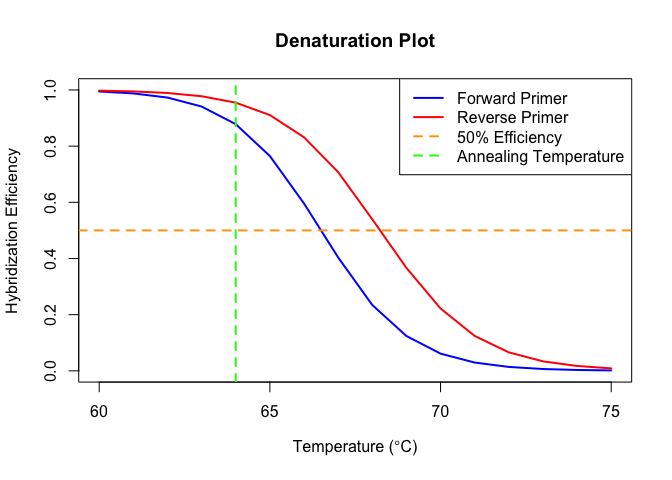 Denaturation Plot
Forward Primer
Reverse Primer
50% Efficiency
Annealing Temperature
Hybridization Efficiency
1.0
0.8
0.6
0.4
0.2
0.0
60
65
70
75
Temperature (°C)